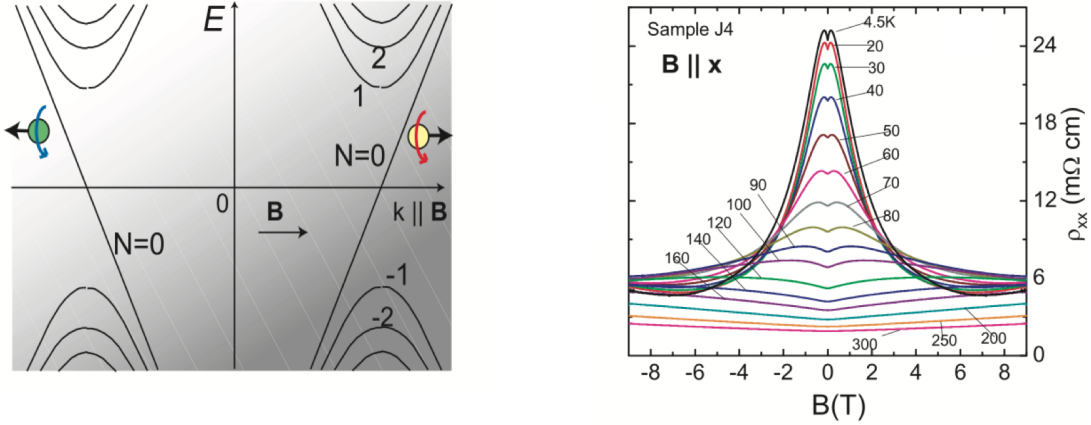 E
2
1
N=0
0
B
k || B
N=0
-1
-2
Sample J4
B || x
4.5K
20
30
40
50
60
70
80
90
100
120
140
160
200
250
300
24
18
12
6
0
ρxx (mΩ cm)
-8 -6 -4 -2 0 2 4 6 8
B(T)